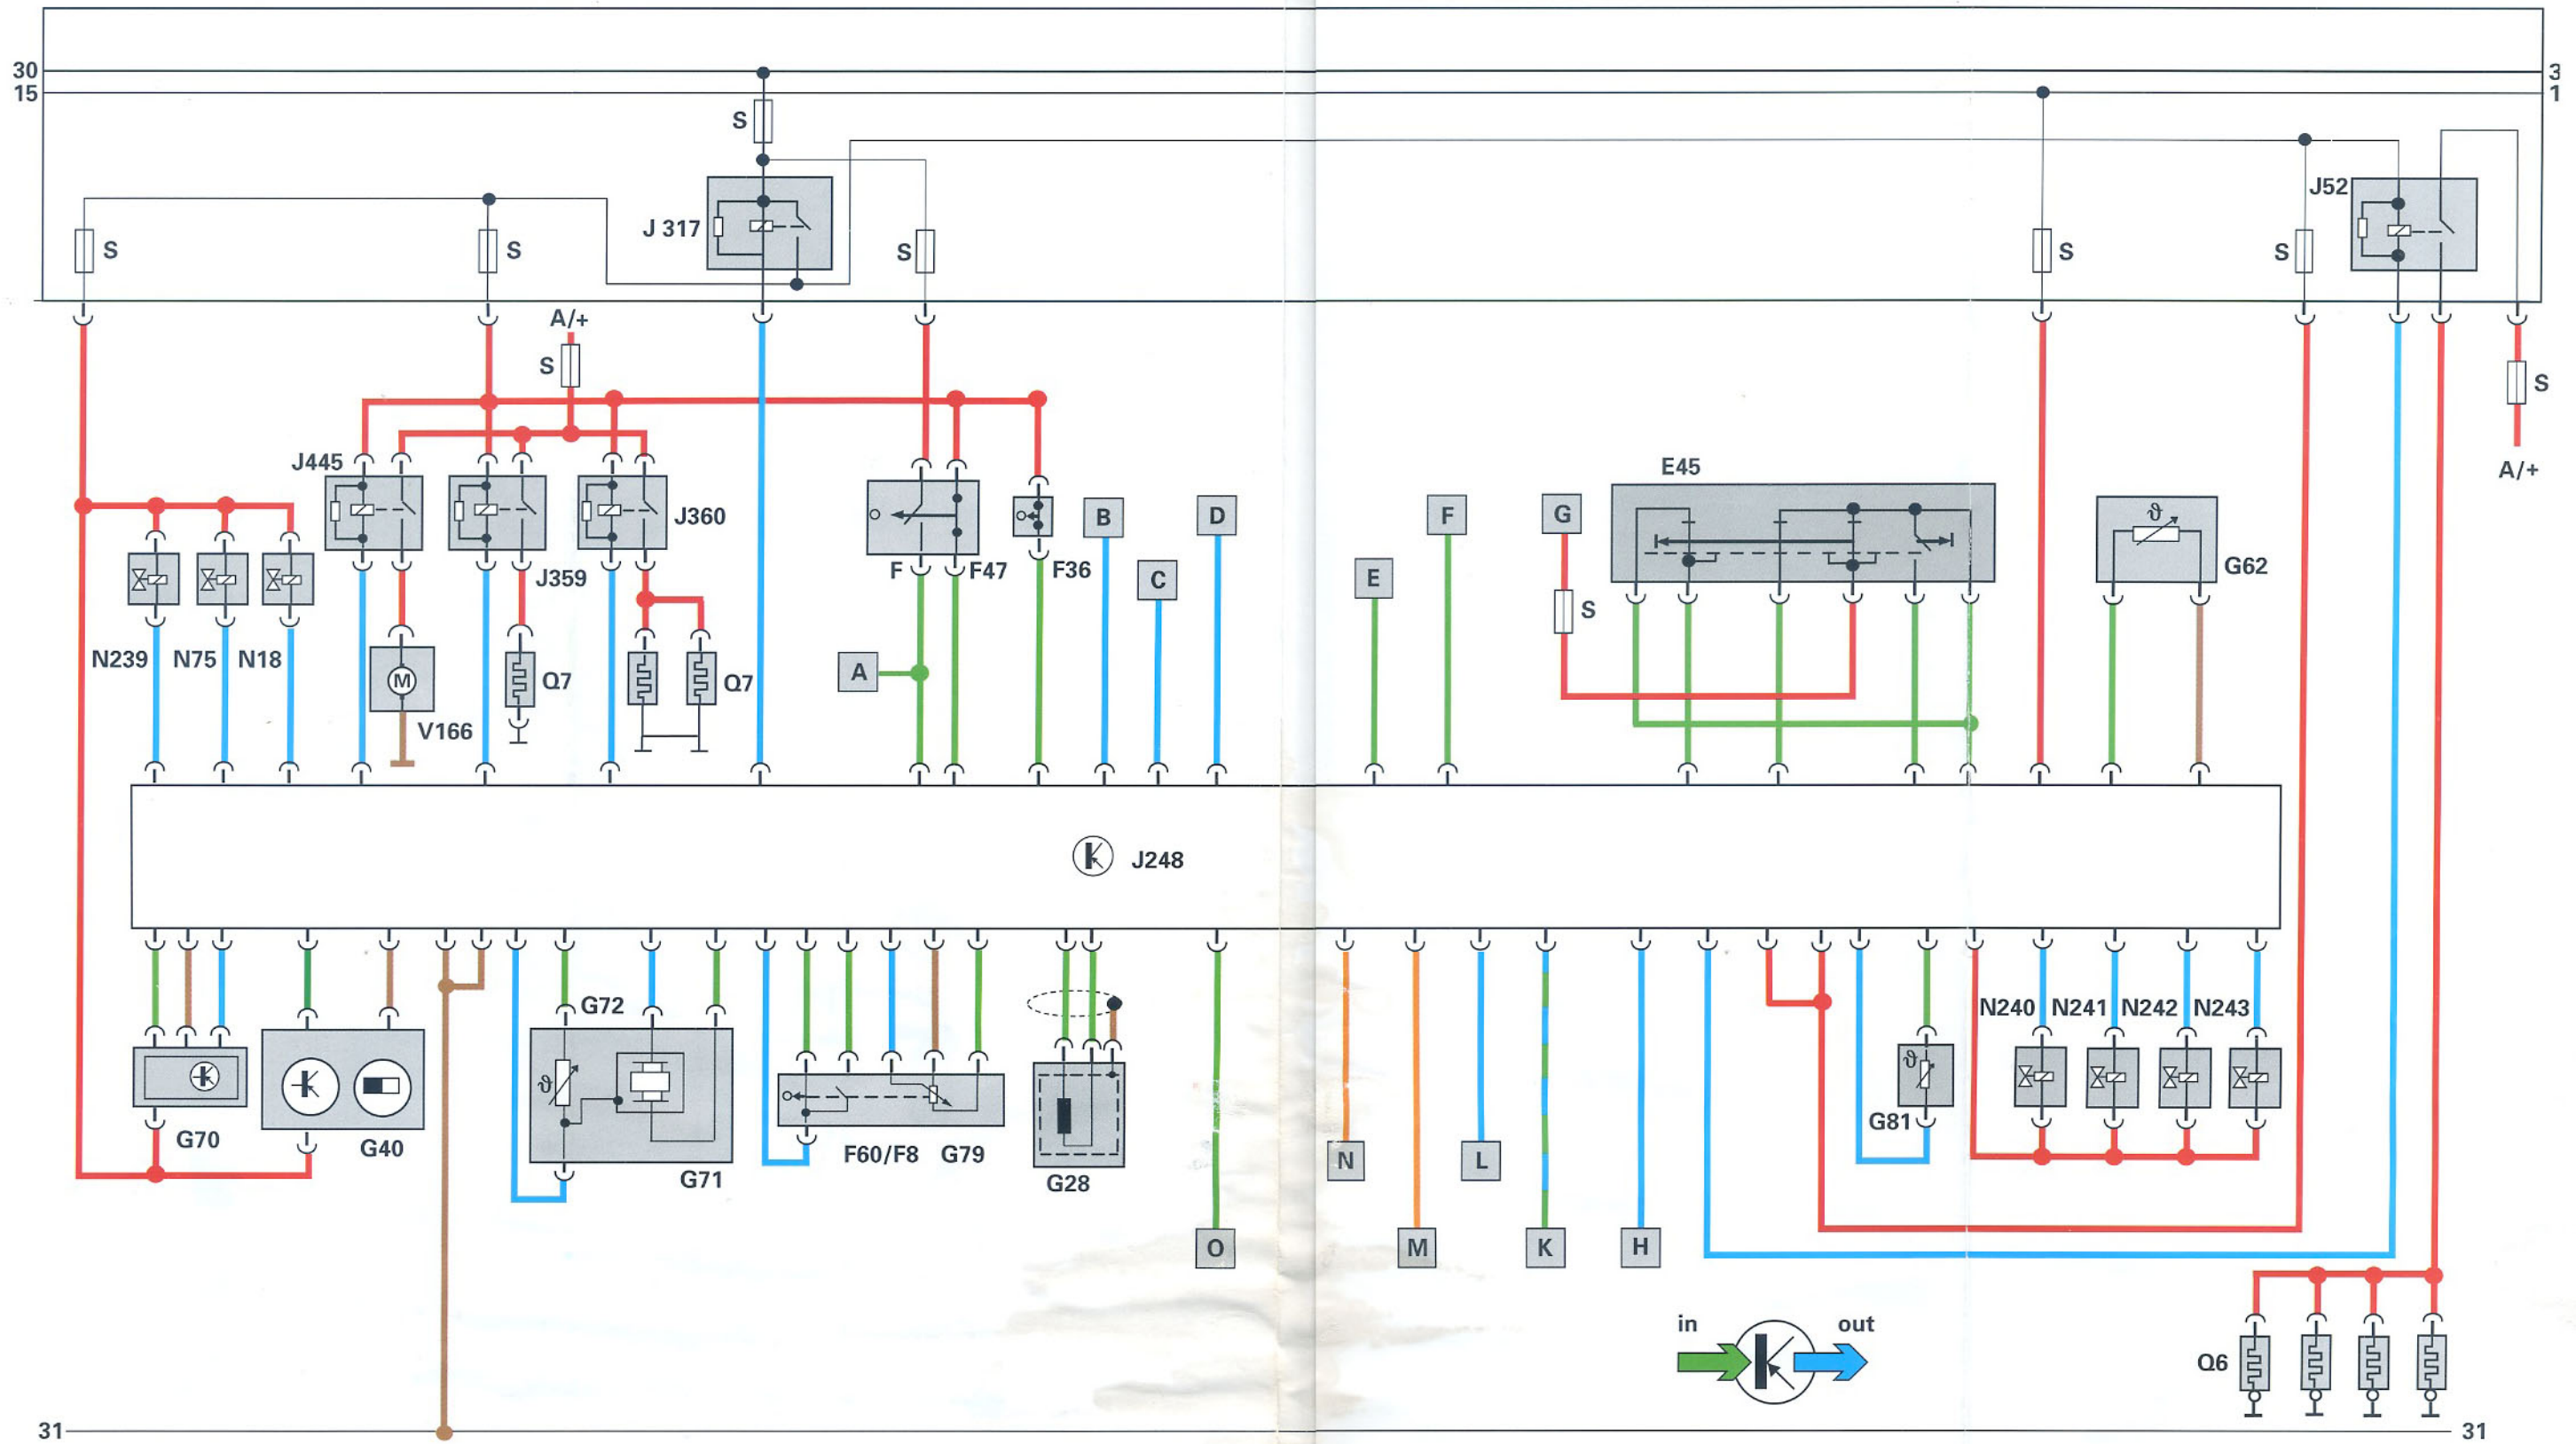 30
3
15
1
S
J52
J 317
S
S
S
S
S
A/+
S
S
A/+
J445
E45
J360
B
D
F
G
G62
J359
F
F47
F36
C
E
S
N239
N75
N18
Q7
Q7
A
V166
M
J248
G72
N240
N241
N242
N243
G70
G40
G71
F60/F8
G79
G28
G81
N
L
O
M
K
H
in
out
Q6
31
31